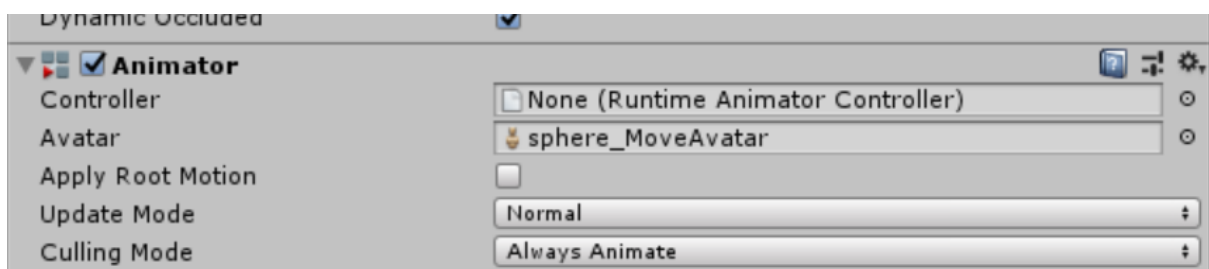 Dynamic Occluded
Animator
Controller None (Runtime Animator Controller)
Avatar sphere_MoveAvatar
Apply Root Motion
Update Mode Normal
Culling Mode Always Animate